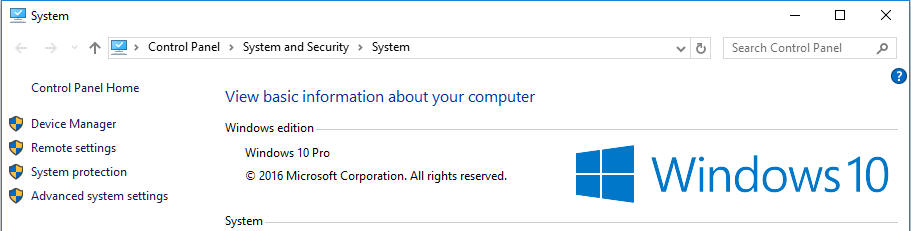 System
Control Panel > System and Security > System
Search Control Panel
?
Control Panel Home
Device Manager
Remote settings
System protection
Advanced system settings
View basic information about your computer
Windows edition
Windows 10 Pro
© 2016 Microsoft Corporation. All rights reserved.
Windows 10
System